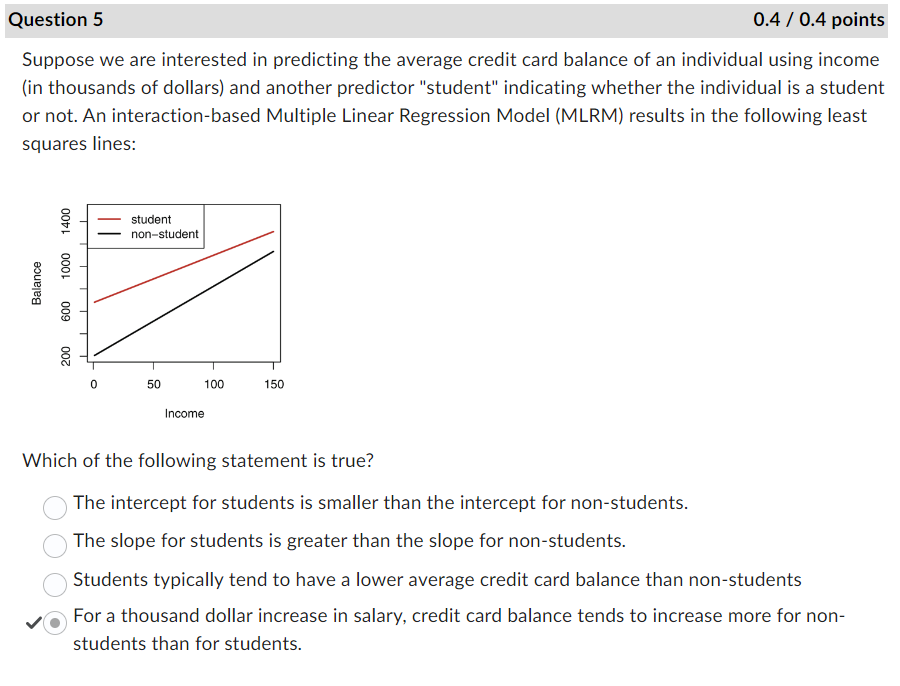 Question 5 0.4 / 0.4 points
Suppose we are interested in predicting the average credit card balance of an individual using income
(in thousands of dollars) and another predictor "student" indicating whether the individual is a student
or not. An interaction-based Multiple Linear Regression Model (MLRM) results in the following least
squares lines:
student
non−student
1400
1000
600
200
Balance
0 50 100 150
Income
Which of the following statement is true?
The intercept for students is smaller than the intercept for non-students.
The slope for students is greater than the slope for non-students.
Students typically tend to have a lower average credit card balance than non-students
For a thousand dollar increase in salary, credit card balance tends to increase more for non-
students than for students.